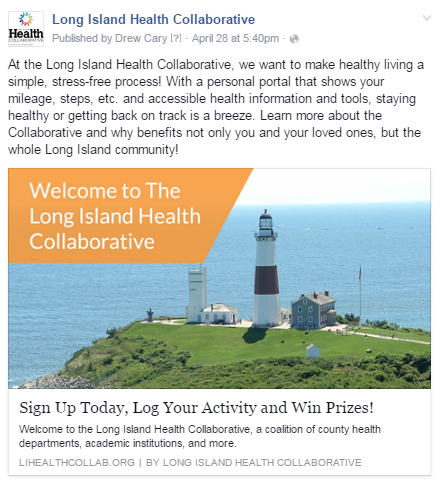 Health
COLLABORATIVE
Long Island Health Collaborative
Published by Drew Cary [?] · April 28 at 5:40pm ·
At the Long Island Health Collaborative, we want to make healthy living a
simple, stress-free process! With a personal portal that shows your
mileage, steps, etc. and accessible health information and tools, staying
healthy or getting back on track is a breeze. Learn more about the
Collaborative and why benefits not only you and your loved ones, but the
whole Long Island community!
Welcome to The
Long Island Health
Collaborative
Sign Up Today, Log Your Activity and Win Prizes!
Welcome to the Long Island Health Collaborative, a coalition of county health
departments, academic institutions, and more.
LIHEALTHCOLLAB.ORG | BY LONG ISLAND HEALTH COLLABORATIVE